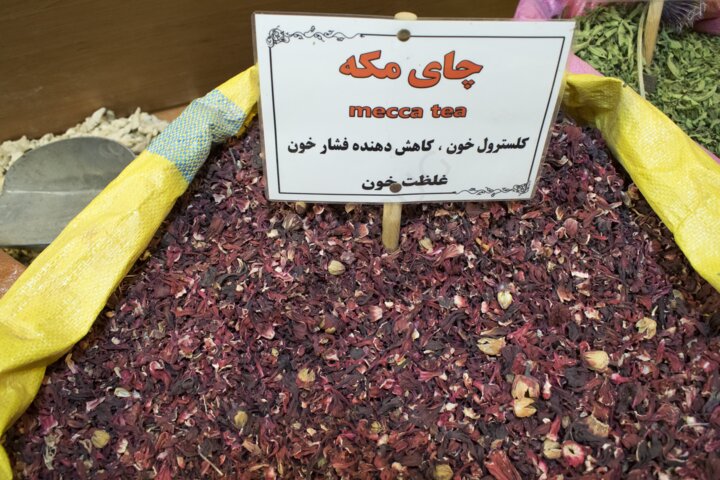 چای مکه
mecca tea
کلسترول خون ، کاهش دهنده فشار خون
غلظت خون